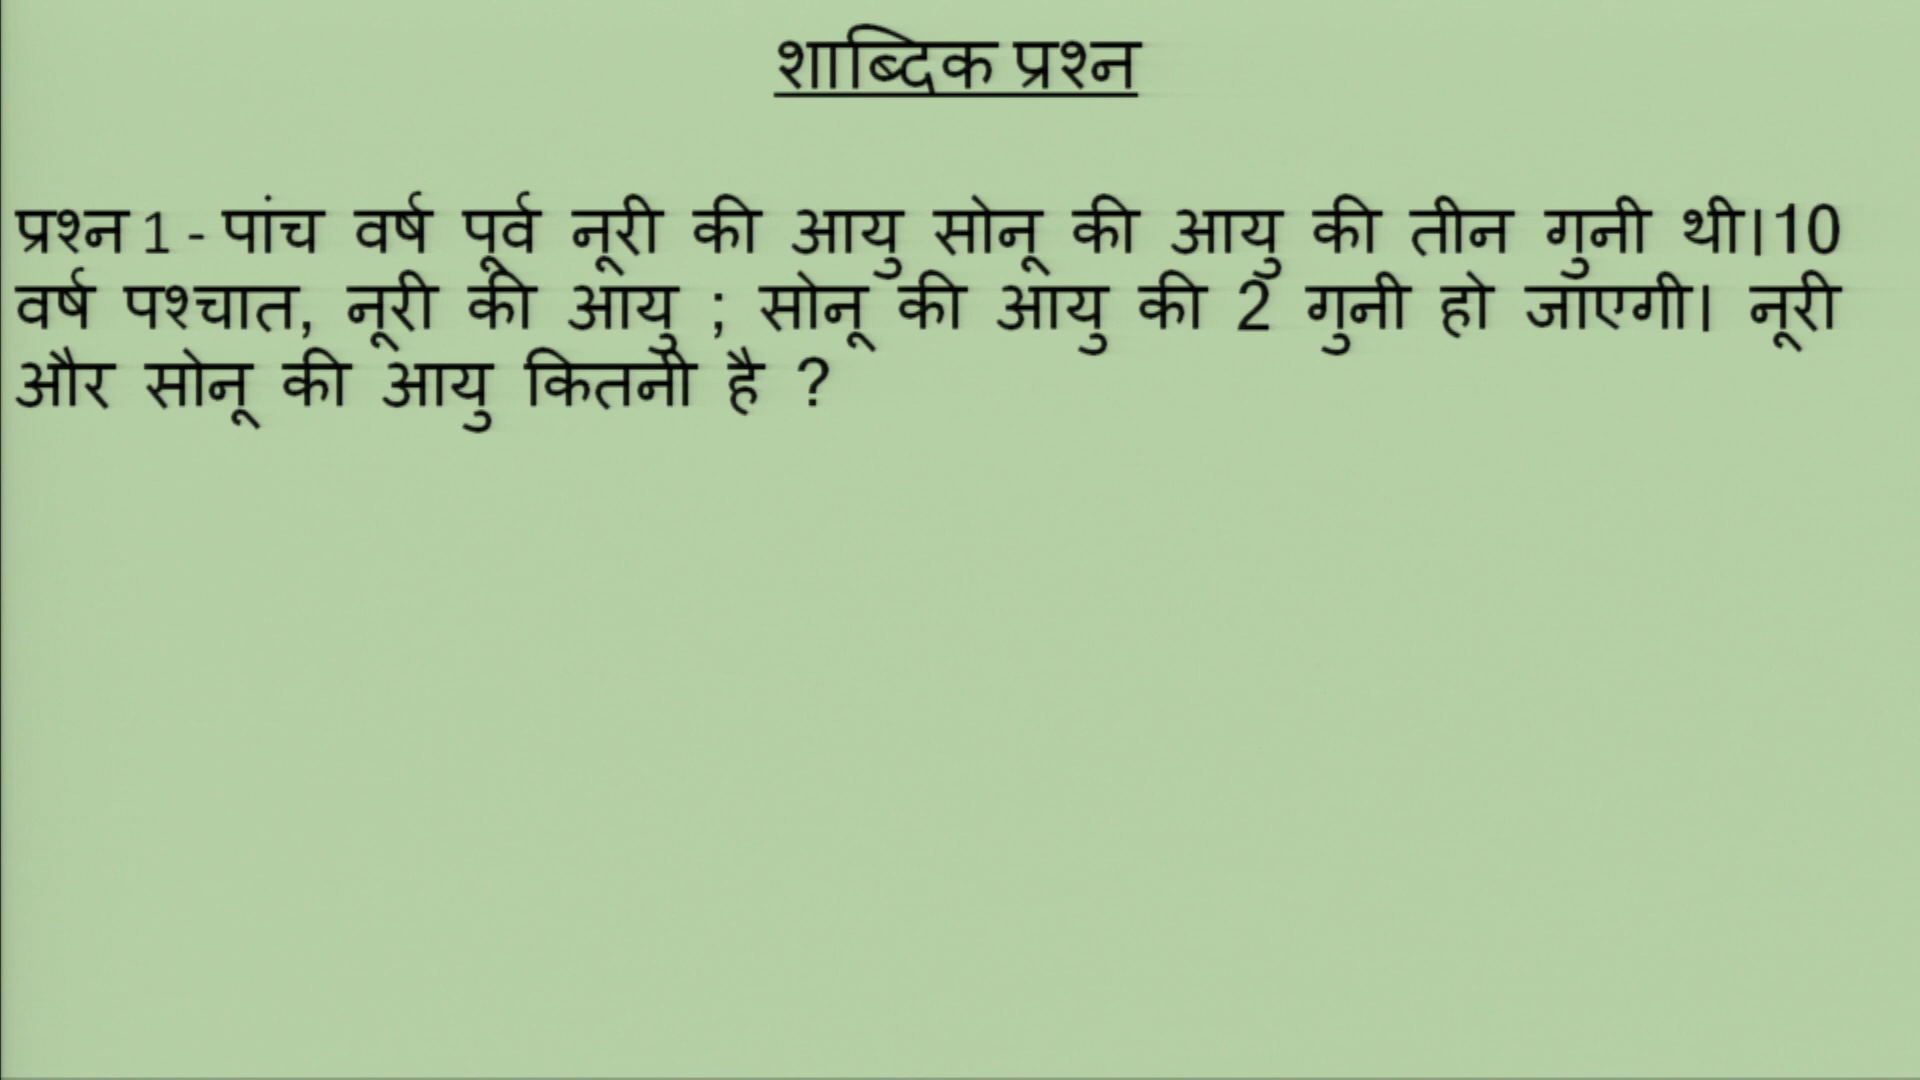 शाब्दिक प्रश्न
प्रश्न 1 - पांच वर्ष पूर्व नूरी की आयु सोनू की आयु की तीन गुनी थी।10
वर्ष पश्चात, नूरी की आयु ; सोनू की आयु की 2 गुनी हो जाएगी। नूरी
और सोनू की आयु कितनी है ?